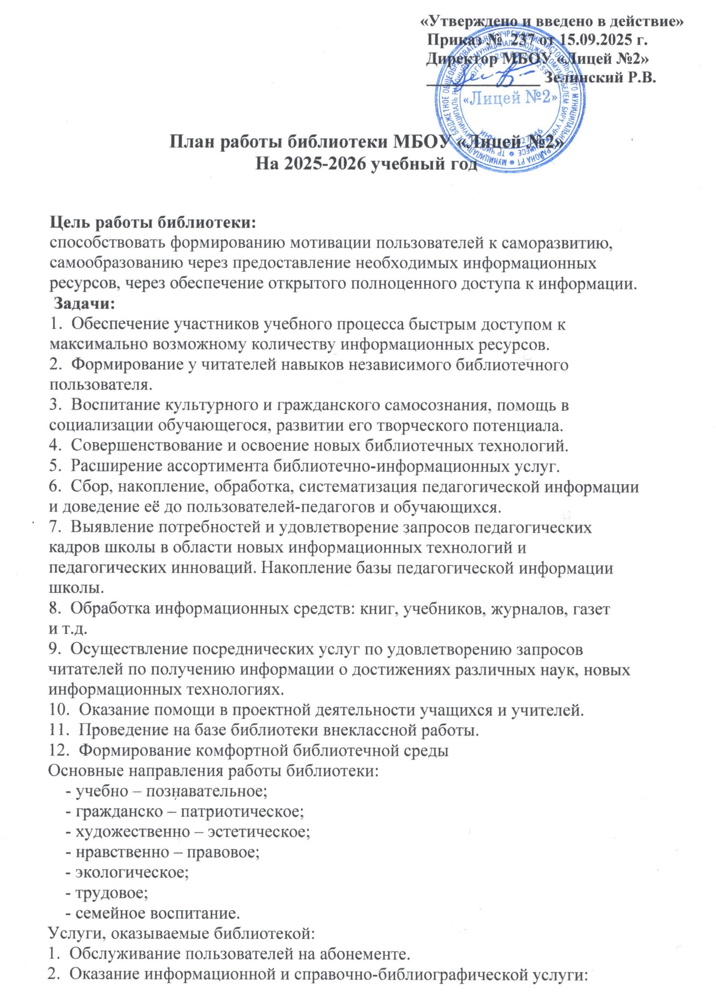 «Утверждено и введено в действие»
Приказ № 237 от 15.09.2025 г.
Директор МБОУ «Лицей №2»
Зелинский Р.В.
«Лицей №2»
План работы библиотеки МБОУ «Лицей №2»
На 2025-2026 учебный год
Цель работы библиотеки:
способствовать формированию мотивации пользователей к саморазвитию,
самообразованию через предоставление необходимых информационных
ресурсов, через обеспечение открытого полноценного доступа к информации.
Задачи:
1. Обеспечение участников учебного процесса быстрым доступом к
максимально возможному количеству информационных ресурсов.
2. Формирование у читателей навыков независимого библиотечного
пользователя.
3. Воспитание культурного и гражданского самосознания, помощь в
социализации обучающегося, развитии его творческого потенциала.
4. Совершенствование и освоение новых библиотечных технологий.
5. Расширение ассортимента библиотечно-информационных услуг.
6. Сбор, накопление, обработка, систематизация педагогической информации
и доведение её до пользователей-педагогов и обучающихся.
7. Выявление потребностей и удовлетворение запросов педагогических
кадров школы в области новых информационных технологий и
педагогических инноваций. Накопление базы педагогической информации
школы.
8. Обработка информационных средств: книг, учебников, журналов, газет
и т.д.
9. Осуществление посреднических услуг по удовлетворению запросов
читателей по получению информации о достижениях различных наук, новых
информационных технологиях.
10. Оказание помощи в проектной деятельности учащихся и учителей.
11. Проведение на базе библиотеки внеклассной работы.
12. Формирование комфортной библиотечной среды
Основные направления работы библиотеки:
- учебно – познавательное;
- гражданско – патриотическое;
- художественно – эстетическое;
- нравственно – правовое;
- экологическое;
- трудовое;
- семейное воспитание.
Услуги, оказываемые библиотекой:
1. Обслуживание пользователей на абонементе.
2. Оказание информационной и справочно-библиографической услуги: